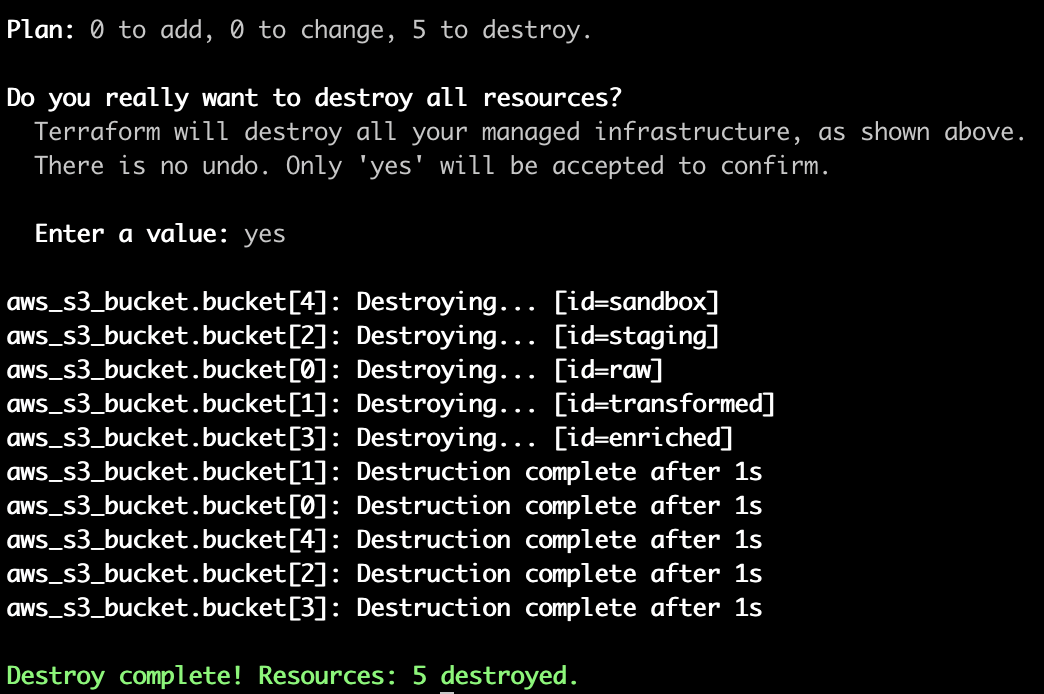 Plan: 0 to add, 0 to change, 5 to destroy.
Do you really want to destroy all resources?
Terraform will destroy all your managed infrastructure, as shown above.
There is no undo. Only 'yes' will be accepted to confirm.
Enter a value: yes
aws_s3_bucket.bucket[4]: Destroying... [id=sandbox]
aws_s3_bucket.bucket[2]: Destroying... [id=staging]
aws_s3_bucket.bucket[0]: Destroying... [id=raw]
aws_s3_bucket.bucket[1]: Destroying... [id=transformed]
aws_s3_bucket.bucket[3]: Destroying... [id=enriched]
aws_s3_bucket.bucket[1]: Destruction complete after 1s
aws_s3_bucket.bucket[0]: Destruction complete after 1s
aws_s3_bucket.bucket[4]: Destruction complete after 1s
aws_s3_bucket.bucket[2]: Destruction complete after 1s
aws_s3_bucket.bucket[3]: Destruction complete after 1s
Destroy complete! Resources: 5 destroyed.